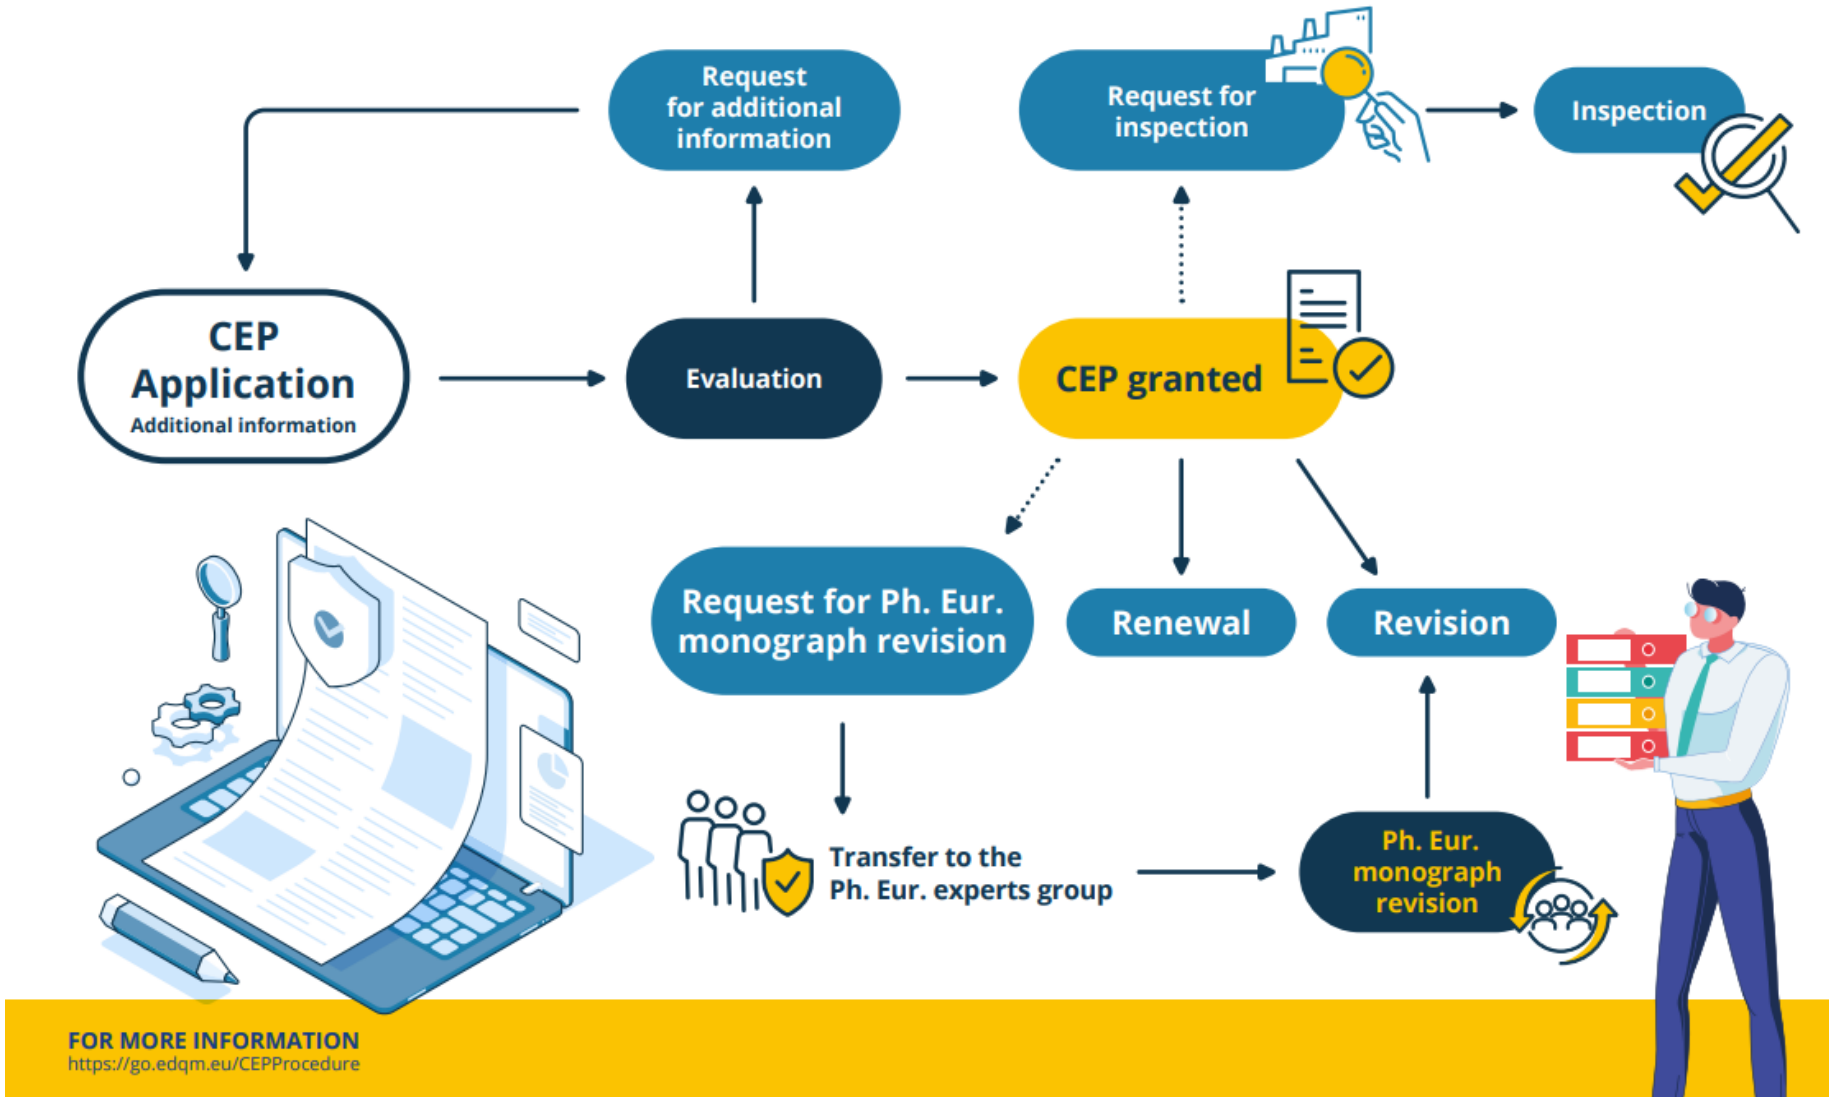 Request
for additional
information
Request for
inspection
Inspection
CEP
Application
Additional information
Evaluation
CEP granted
Request for Ph. Eur.
monograph revision
Renewal
Revision
Transfer to the
Ph. Eur. experts group
Ph. Eur.
monograph
revision
FOR MORE INFORMATION
https://go.edqm.eu/CEPProcedure